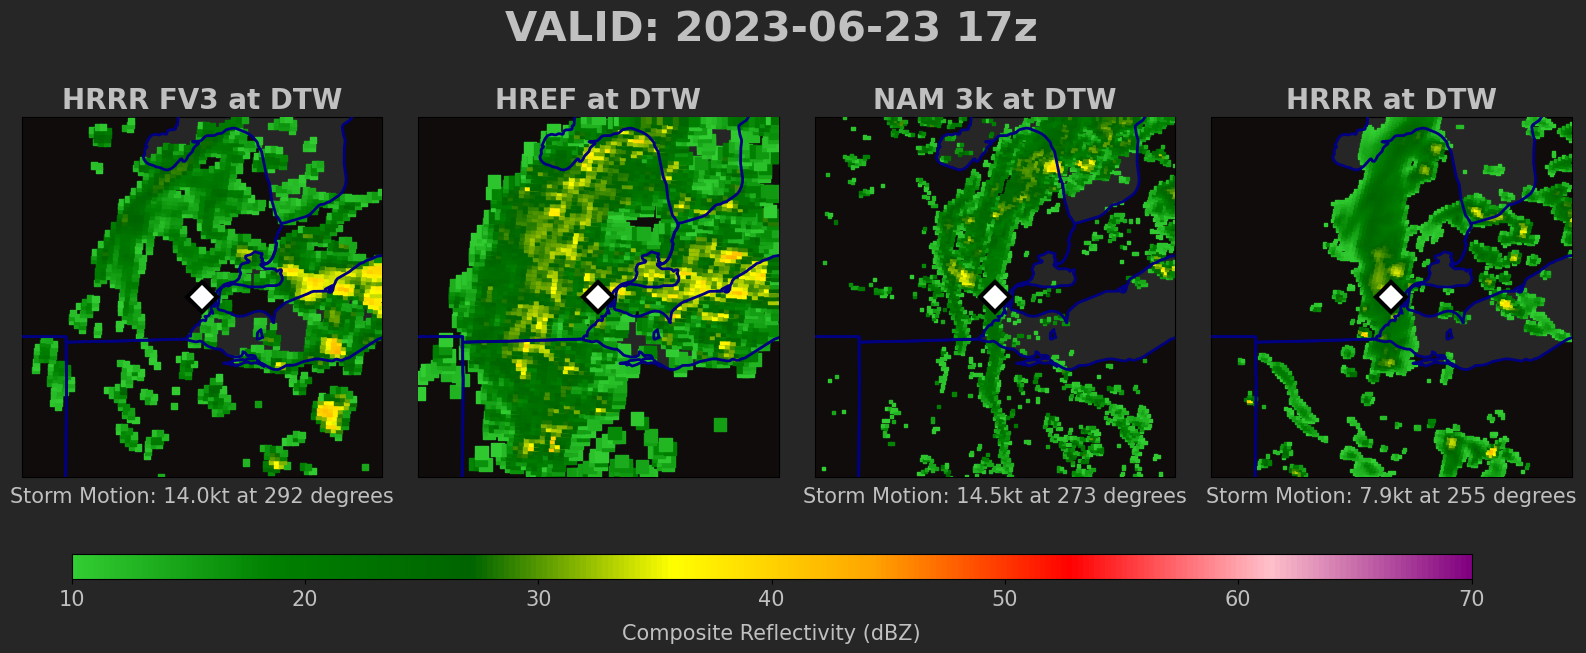 VALID: 2023-06-23 17z
HRRR FV3 at DTW
HREF at DTW
NAM 3k at DTW
HRRR at DTW
Storm Motion: 14.0kt at 292 degrees
Storm Motion: 14.5kt at 273 degrees
Storm Motion: 7.9kt at 255 degrees
10 20 30 40 50 60 70
Composite Reflectivity (dBZ)